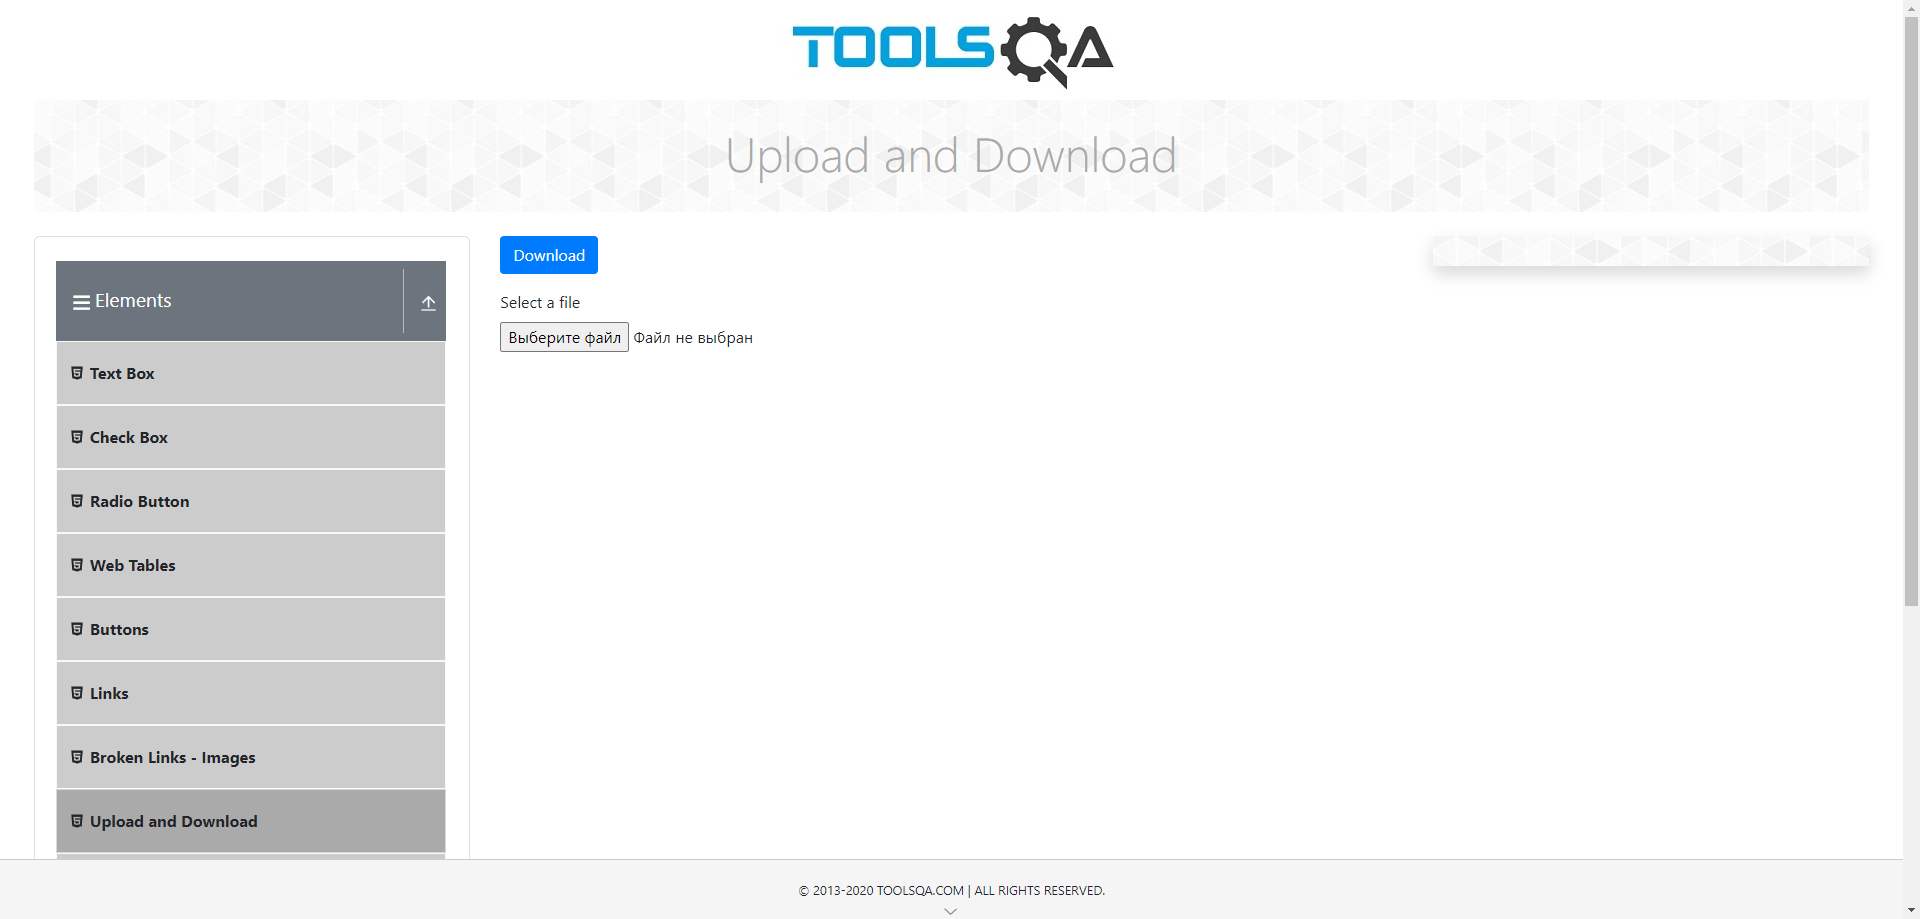 TOOLSQA
Upload and Download
Elements
Text Box
Check Box
Radio Button
Web Tables
Buttons
Links
Broken Links - Images
Upload and Download
Download
Select a file
Выберите файл Файл не выбран
© 2013-2020 TOOLSQA.COM | ALL RIGHTS RESERVED.